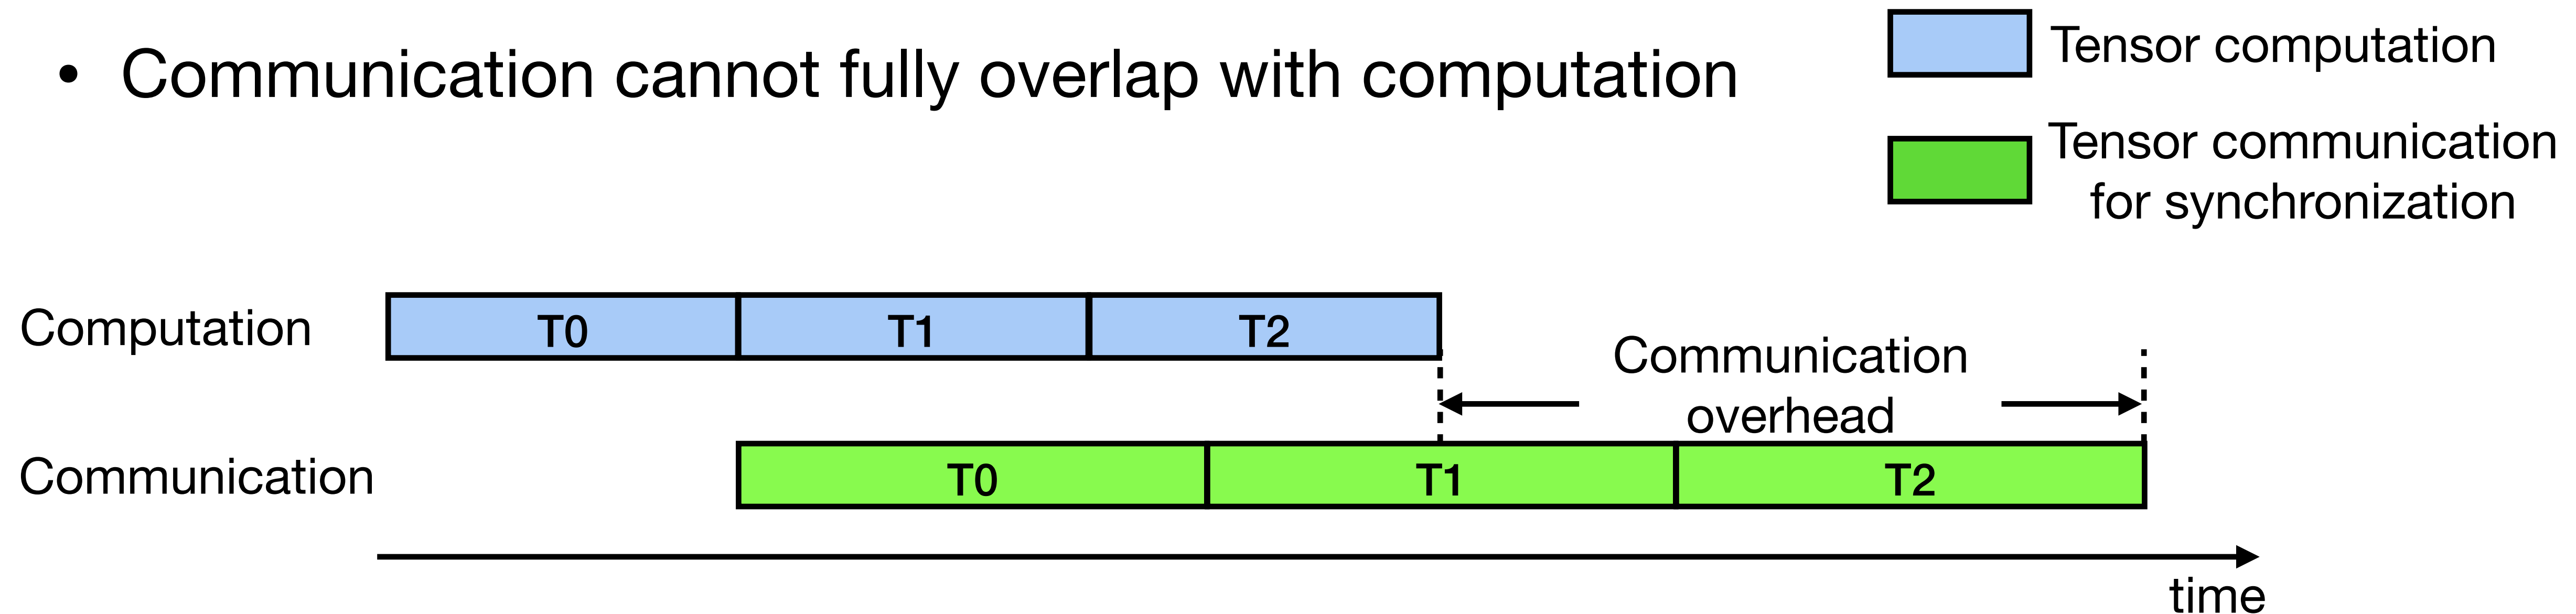 • Communication cannot fully overlap with computation
Tensor computation
Tensor communication
for synchronization
Computation
T0
T1
T2
Communication
overhead
Communication
T0
T1
T2
time